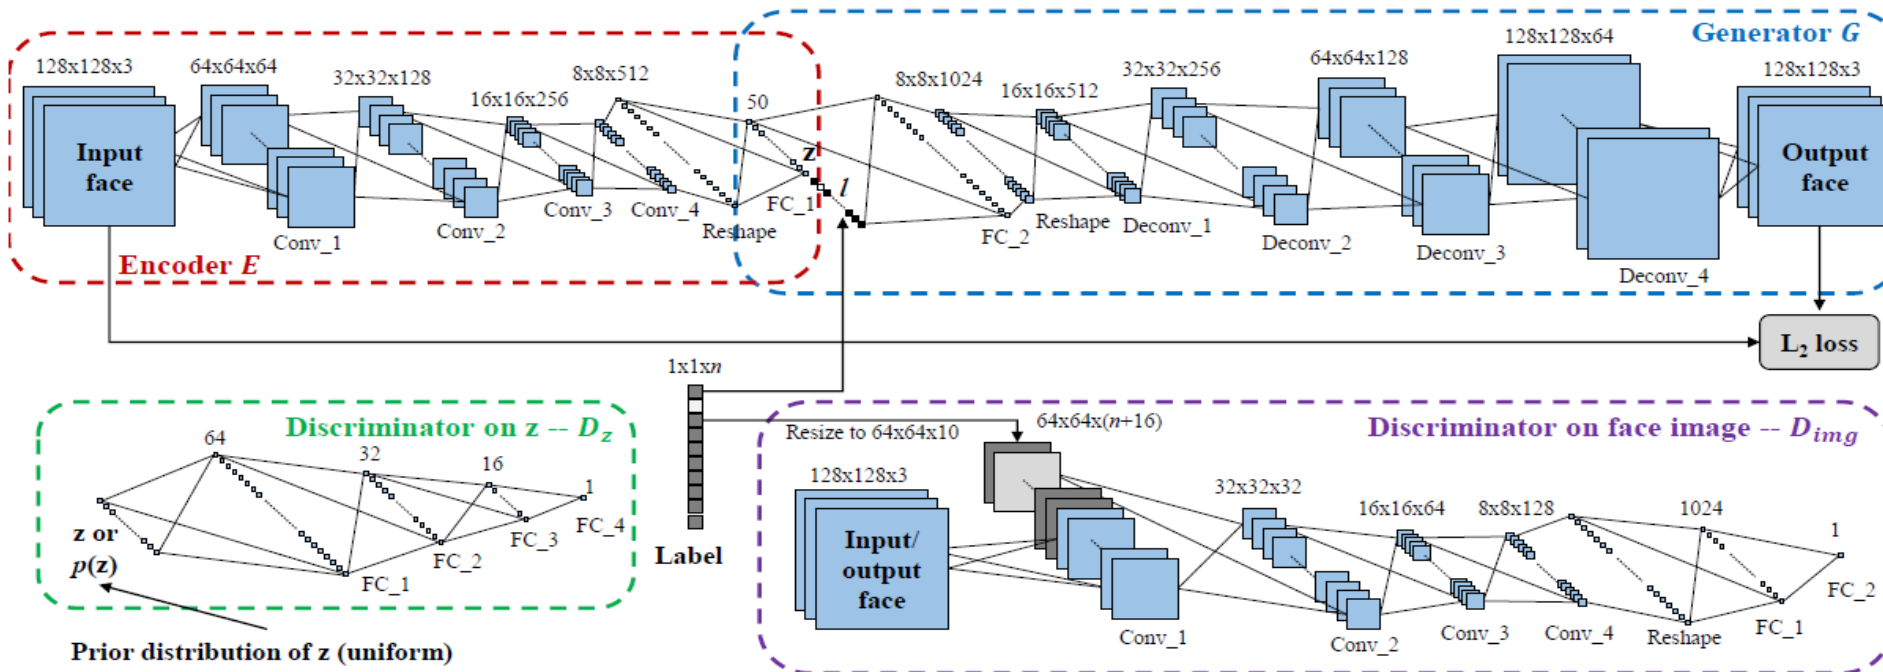 Generator G
128x128x3
64x64x64
32x32x128
16x16x256
8x8x512
50
8x8x1024
16x16x512
32x32x256
64x64x128
128x128x64
128x128x3
Input
face
Output
face
z
l
Conv_1
Conv_2
Conv_3
Conv_4
Reshape
FC_1
FC_2
Reshape
Deconv_1
Deconv_2
Deconv_3
Deconv_4
Encoder E
L2 loss
1x1xn
Label
Discriminator on z -- Dz
64
32
16
1
z or
p(z)
FC_1
FC_2
FC_3
FC_4
Prior distribution of z (uniform)
Discriminator on face image -- Dimg
Resize to 64x64x10
64x64x(n+16)
128x128x3
32x32x32
16x16x64
8x8x128
1024
1
Input/
output
face
Conv_1
Conv_2
Conv_3
Conv_4
Reshape
FC_1
FC_2